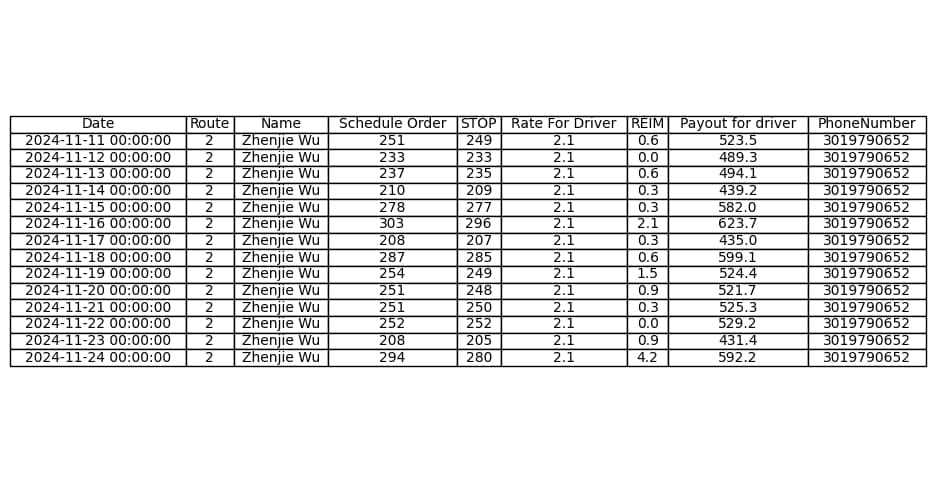 Date Route Name Schedule Order STOP Rate For Driver REIM Payout for driver PhoneNumber
2024-11-11 00:00:00 2 Zhenjie Wu 251 249 2.1 0.6 523.5 3019790652
2024-11-12 00:00:00 2 Zhenjie Wu 233 233 2.1 0.0 489.3 3019790652
2024-11-13 00:00:00 2 Zhenjie Wu 237 235 2.1 0.6 494.1 3019790652
2024-11-14 00:00:00 2 Zhenjie Wu 210 209 2.1 0.3 439.2 3019790652
2024-11-15 00:00:00 2 Zhenjie Wu 278 277 2.1 0.3 582.0 3019790652
2024-11-16 00:00:00 2 Zhenjie Wu 303 296 2.1 2.1 623.7 3019790652
2024-11-17 00:00:00 2 Zhenjie Wu 208 207 2.1 0.3 435.0 3019790652
2024-11-18 00:00:00 2 Zhenjie Wu 287 285 2.1 0.6 599.1 3019790652
2024-11-19 00:00:00 2 Zhenjie Wu 254 249 2.1 1.5 524.4 3019790652
2024-11-20 00:00:00 2 Zhenjie Wu 251 248 2.1 0.9 521.7 3019790652
2024-11-21 00:00:00 2 Zhenjie Wu 251 250 2.1 0.3 525.3 3019790652
2024-11-22 00:00:00 2 Zhenjie Wu 252 252 2.1 0.0 529.2 3019790652
2024-11-23 00:00:00 2 Zhenjie Wu 208 205 2.1 0.9 431.4 3019790652
2024-11-24 00:00:00 2 Zhenjie Wu 294 280 2.1 4.2 592.2 3019790652